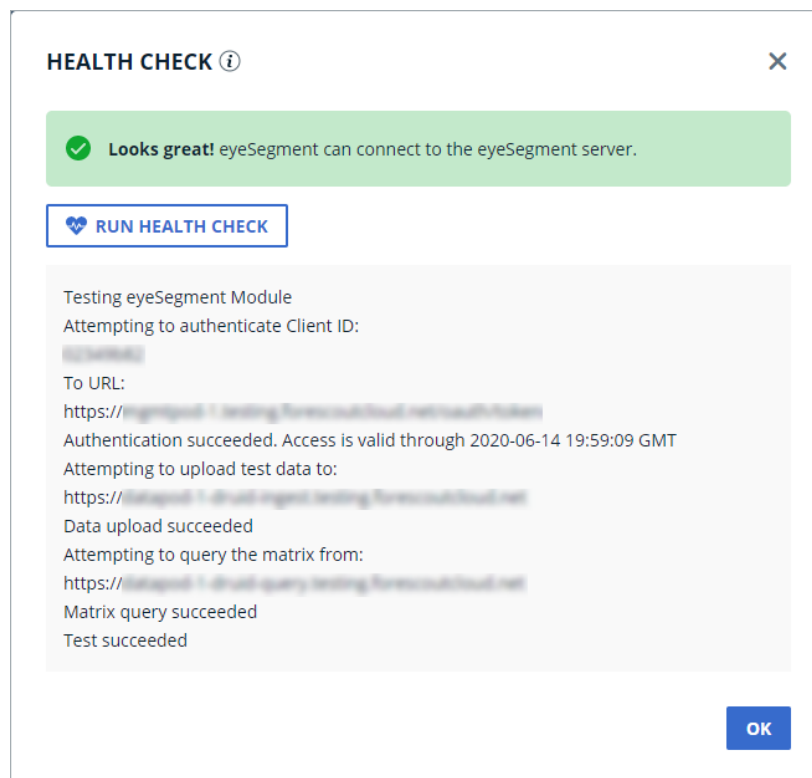 HEALTH CHECK
Looks great! eyeSegment can connect to the eyeSegment server.
RUN HEALTH CHECK
Testing eyeSegment Module
Attempting to authenticate Client ID:
To URL:
https://
Authentication succeeded. Access is valid through 2020-06-14 19:59:09 GMT
Attempting to upload test data to:
https://
Data upload succeeded
Attempting to query the matrix from:
https://
Matrix query succeeded
Test succeeded
OK